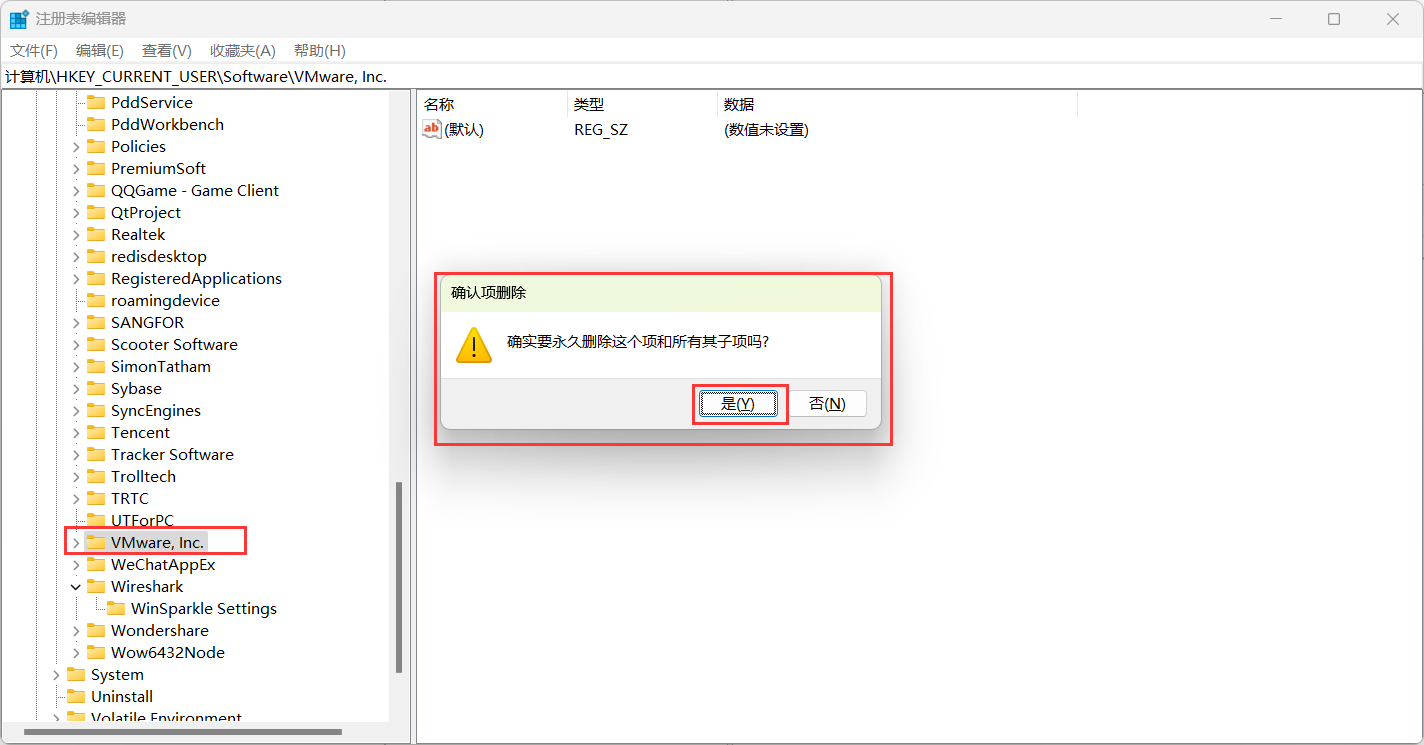 注册表编辑器
文件(F) 编辑(E) 查看(V) 收藏夹(A) 帮助(H)
计算机\HKEY_CURRENT_USER\Software\VMware, Inc.
PddService
PddWorkbench
Policies
PremiumSoft
QQGame - Game Client
QtProject
Realtek
redisdesktop
RegisteredApplications
roamingdevice
SANGFOR
Scooter Software
SimonTatham
Sybase
SyncEngines
Tencent
Tracker Software
Trolltech
TRTC
UTForPC
VMware, Inc.
WeChatAppEx
Wireshark
WinSparkle Settings
Wondershare
Wow6432Node
System
Uninstall
Volatile Environment
名称 类型 数据
ab (默认) REG_SZ (数值未设置)
确认项删除
确实要永久删除这个项和所有其子项吗?
是(Y) 否(N)